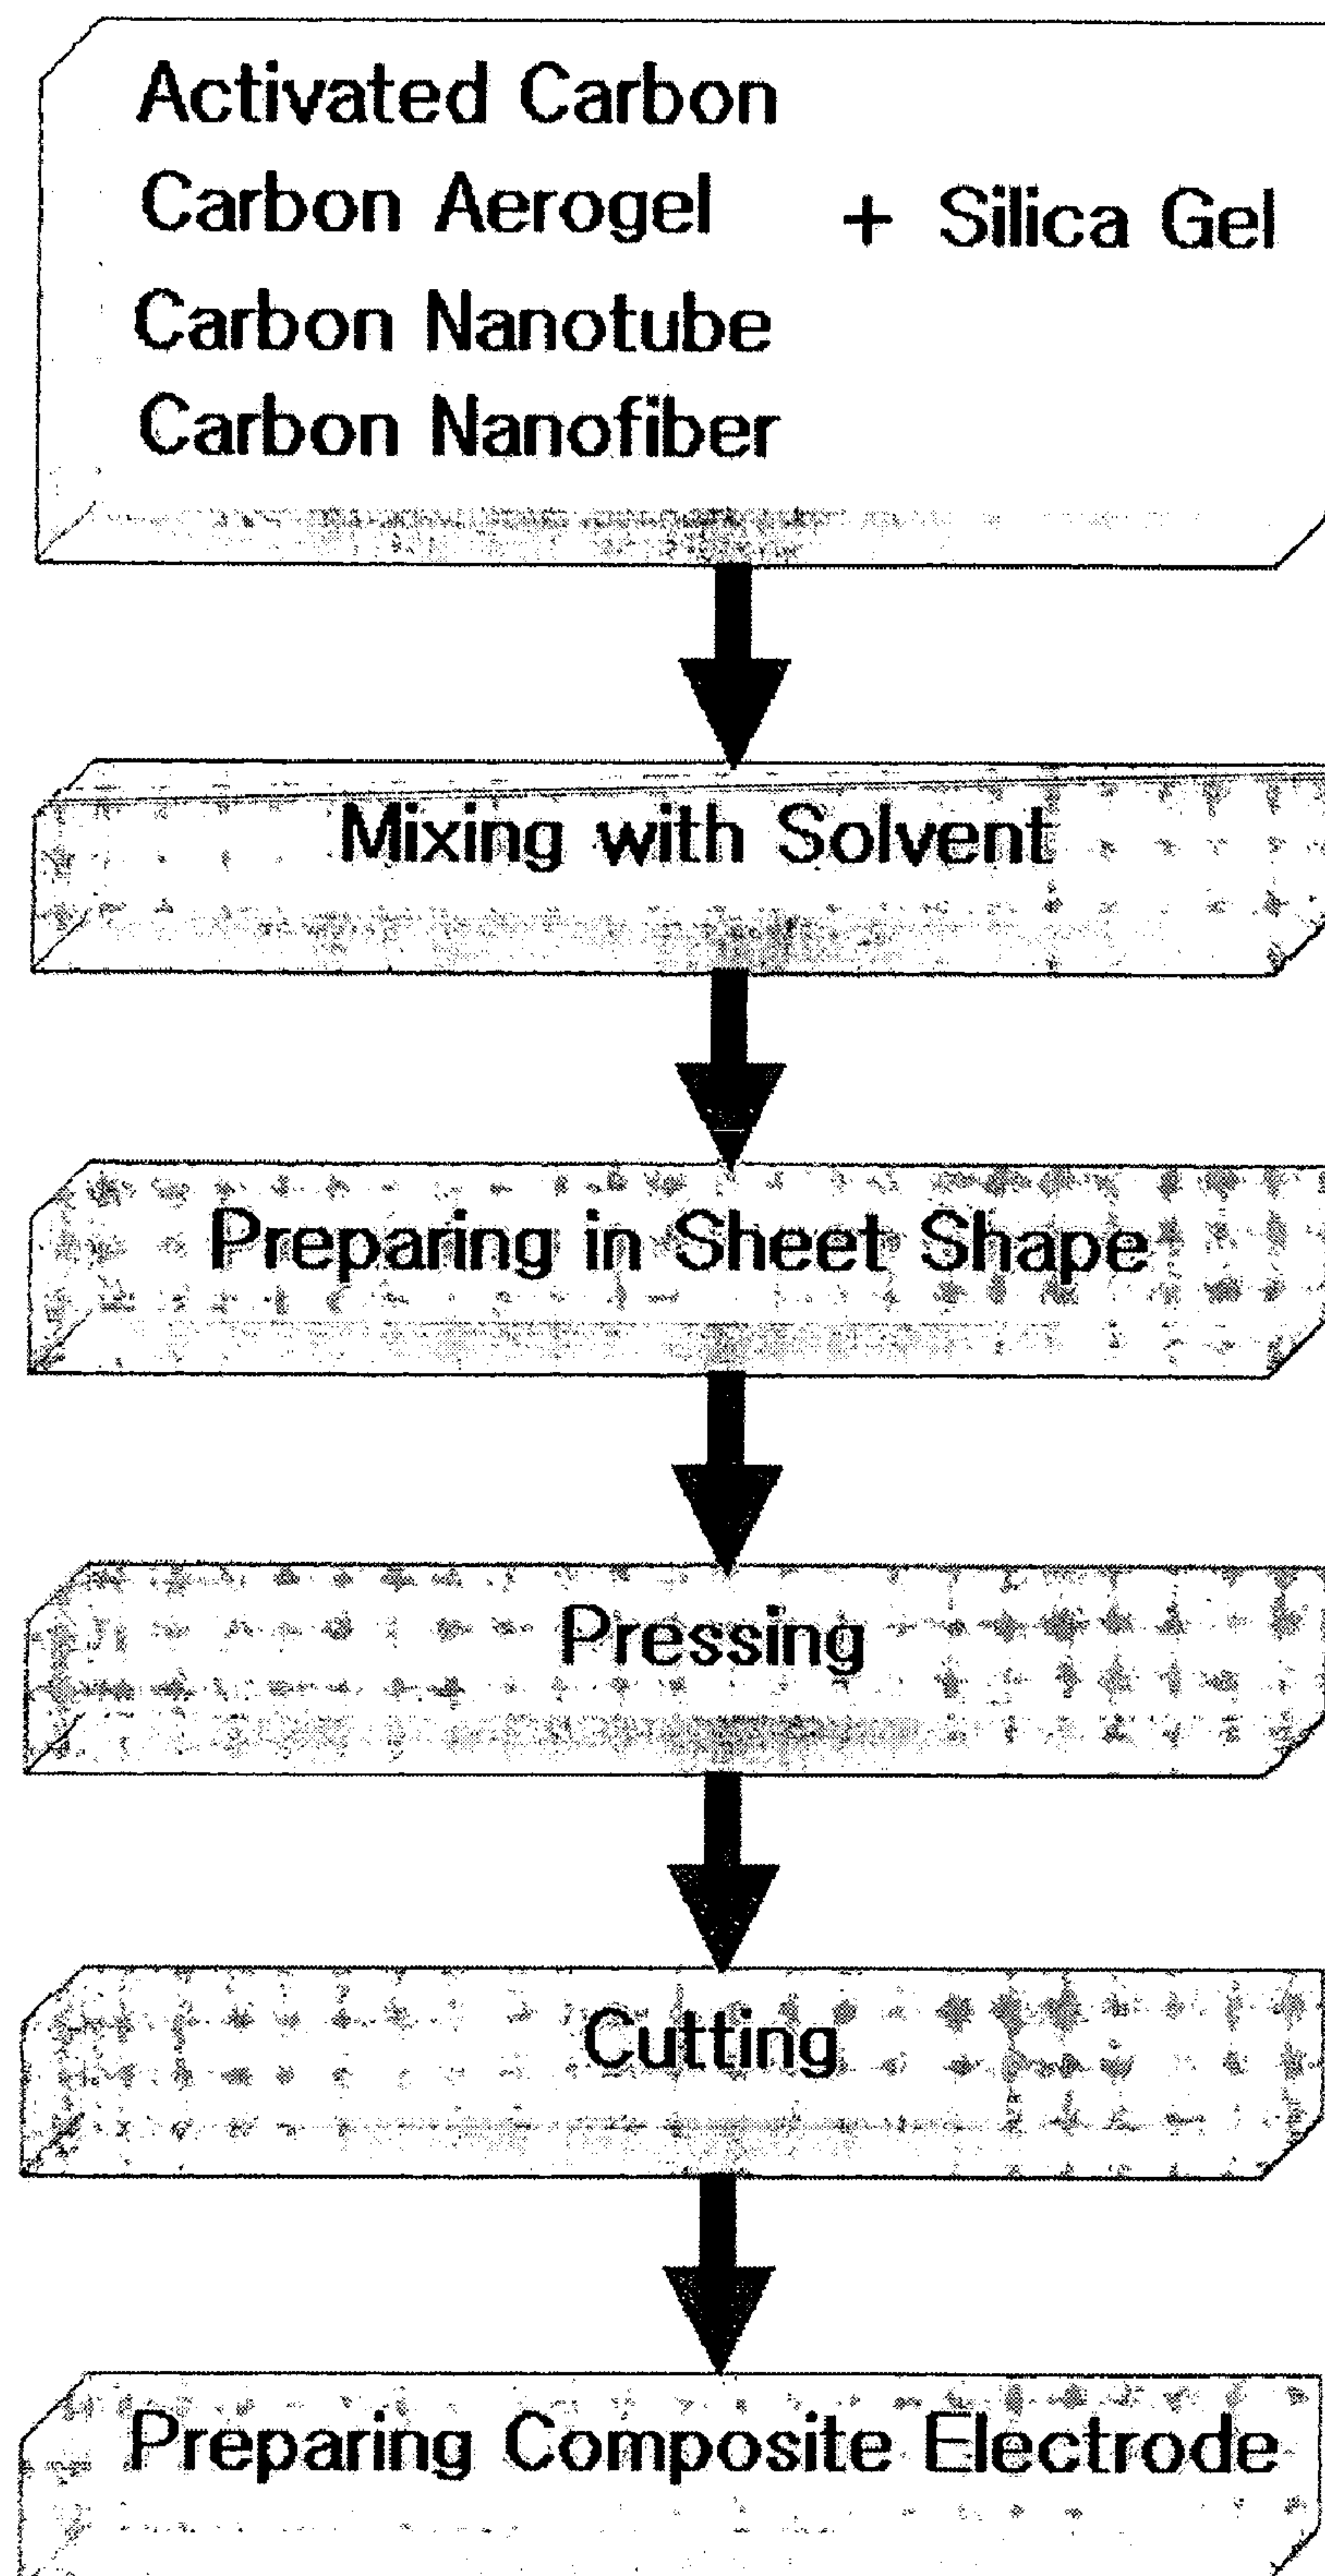 Activated Carbon
Carbon Aerogel + Silica Gel
Carbon Nanotube
Carbon Nanofiber
Mixing with Solvent
Preparing in Sheet Shape
Pressing
Cutting
Preparing Composite Electrode